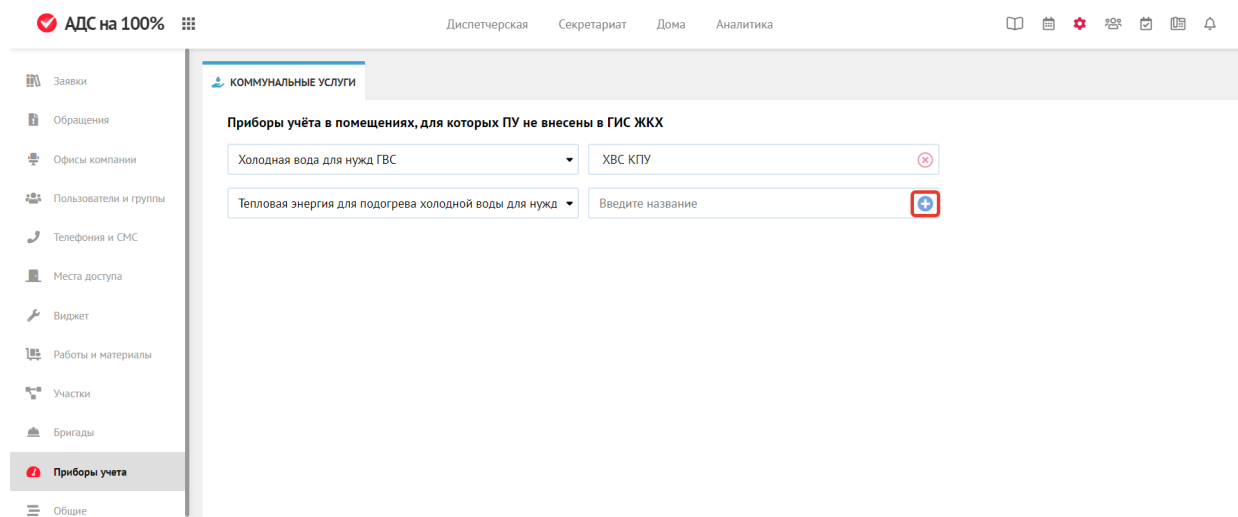 АДС на 100%
Диспетчерская Секретариат Дома Аналитика
Заявки
Обращения
Офисы компании
Пользователи и группы
Телефония и СМС
Места доступа
Виджет
Работы и материалы
Участки
Бригады
Приборы учета
Общие
КОММУНАЛЬНЫЕ УСЛУГИ
Приборы учёта в помещениях, для которых ПУ не внесены в ГИС ЖКХ
Холодная вода для нужд ГВС ХВС КПУ
Тепловая энергия для подогрева холодной воды для нужд Введите название